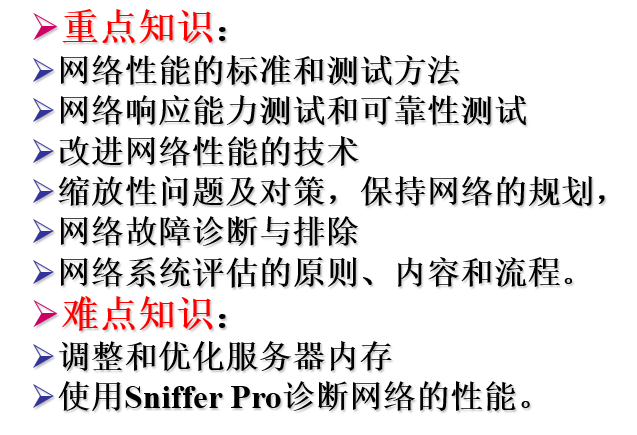 重点知识：
网络性能的标准和测试方法
网络响应能力测试和可靠性测试
改进网络性能的技术
缩放性问题及对策，保持网络的规划，
网络故障诊断与排除
网络系统评估的原则、内容和流程。
难点知识：
调整和优化服务器内存
使用Sniffer Pro诊断网络的性能。